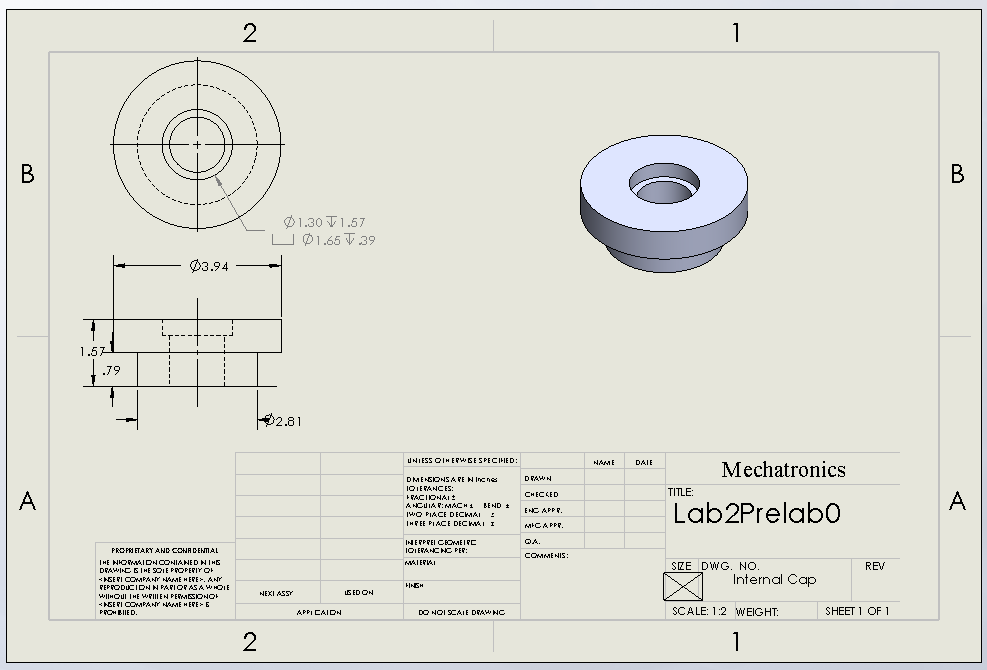 2 1
B B
⌀1.30 ↧ 1.57
⌴ ⌀1.65 ↧ .39
⌀3.94
1.57
.79
⌀2.81
A A
UNLESS OTHERWISE SPECIFIED:
DIMENSIONS ARE IN inches
TOLERANCES:
FRACTIONAL ±
ANGULAR: MACH ± BEND ±
TWO PLACE DECIMAL ±
THREE PLACE DECIMAL ±
INTERPRET GEOMETRIC
TOLERANCING PER:
MATERIAL
FINISH
DO NOT SCALE DRAWING
NAME DATE
DRAWN
CHECKED
ENG APPR.
MFG APPR.
Q.A.
COMMENTS:
Mechatronics
TITLE:
Lab2Prelab0
SIZE DWG. NO. REV
Internal Cap
SCALE: 1:2 WEIGHT: SHEET 1 OF 1
PROPRIETARY AND CONFIDENTIAL
THE INFORMATION CONTAINED IN THIS
DRAWING IS THE SOLE PROPERTY OF
<INSERT COMPANY NAME HERE>. ANY
REPRODUCTION IN PART OR AS A WHOLE
WITHOUT THE WRITTEN PERMISSION OF
<INSERT COMPANY NAME HERE> IS
PROHIBITED.
NEXT ASSY USED ON
APPLICATION
2 1